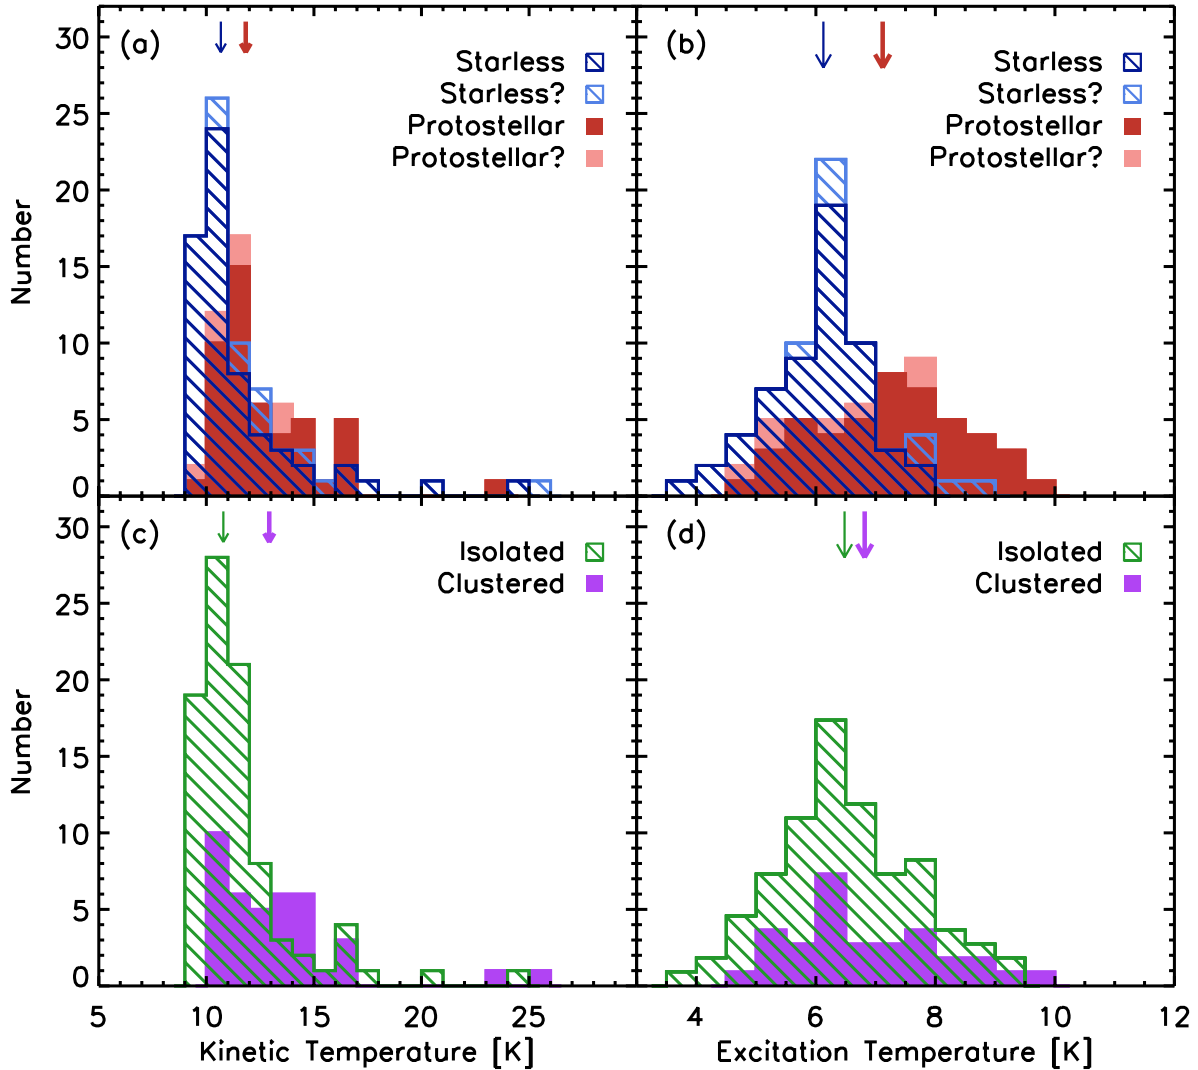 (a)
Starless
Starless?
Protostellar
Protostellar?
30
25
20
15
10
5
0
Number
(b)
Starless
Starless?
Protostellar
Protostellar?
(c)
Isolated
Clustered
30
25
20
15
10
5
0
Number
5 10 15 20 25
Kinetic Temperature [K]
(d)
Isolated
Clustered
4 6 8 10 12
Excitation Temperature [K]